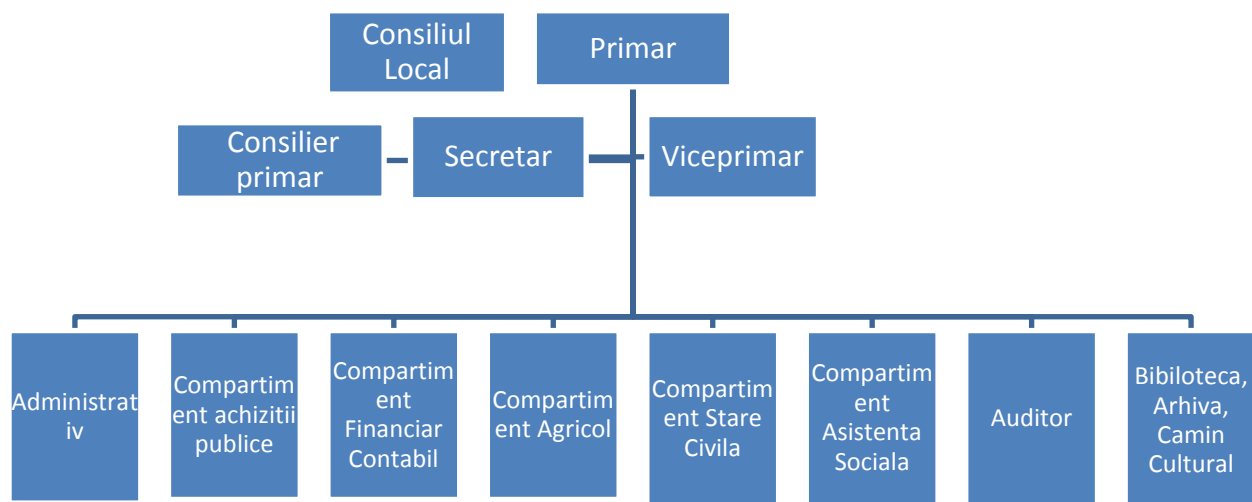 Consiliul
Local
Primar
Consilier
primar
Secretar
Viceprimar
Administrat
iv
Compartim
ent achizitii
publice
Compartim
ent
Financiar
Contabil
Compartim
ent Agricol
Compartim
ent Stare
Civila
Compartim
ent
Asistenta
Sociala
Auditor
Bibiloteca,
Arhiva,
Camin
Cultural